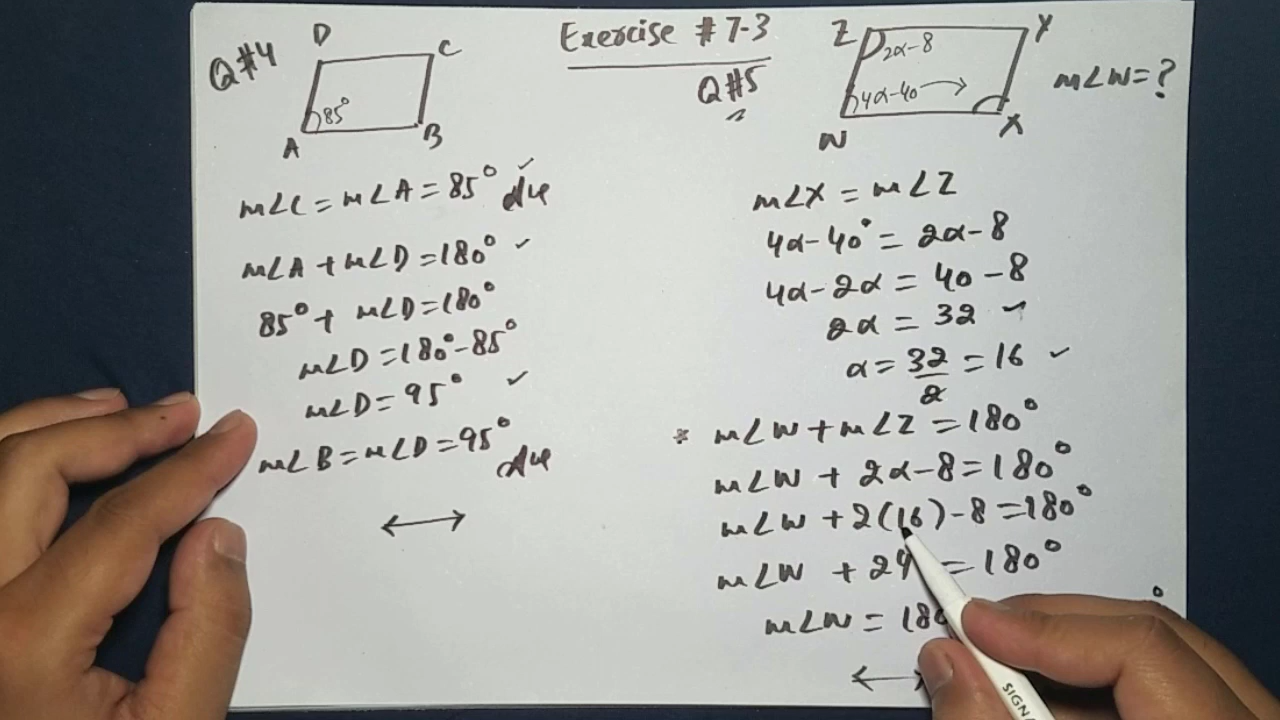 Exercise # 7-3
Q#4
D
C
85°
A
B
m∠C = m∠A = 85°
m∠A + m∠D = 180°
85° + m∠D = 180°
m∠D = 180° - 85°
m∠D = 95°
m∠B = m∠D = 95°
Q#5
Z
Y
2α-8
4α-40
W
X
m∠W = ?
m∠X = m∠Z
4α-40° = 2α-8
4α-2α = 40-8
2α = 32
α = 32/2 = 16
* m∠W + m∠Z = 180°
m∠W + 2α-8 = 180°
m∠W + 2(16)-8 = 180°
m∠W + 24 = 180°
m∠W = 180
SIGNA